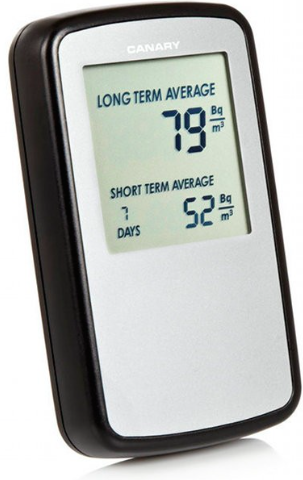 CANARY
LONG TERM AVERAGE
79 Bq/m³
SHORT TERM AVERAGE
7 DAYS 52 Bq/m³